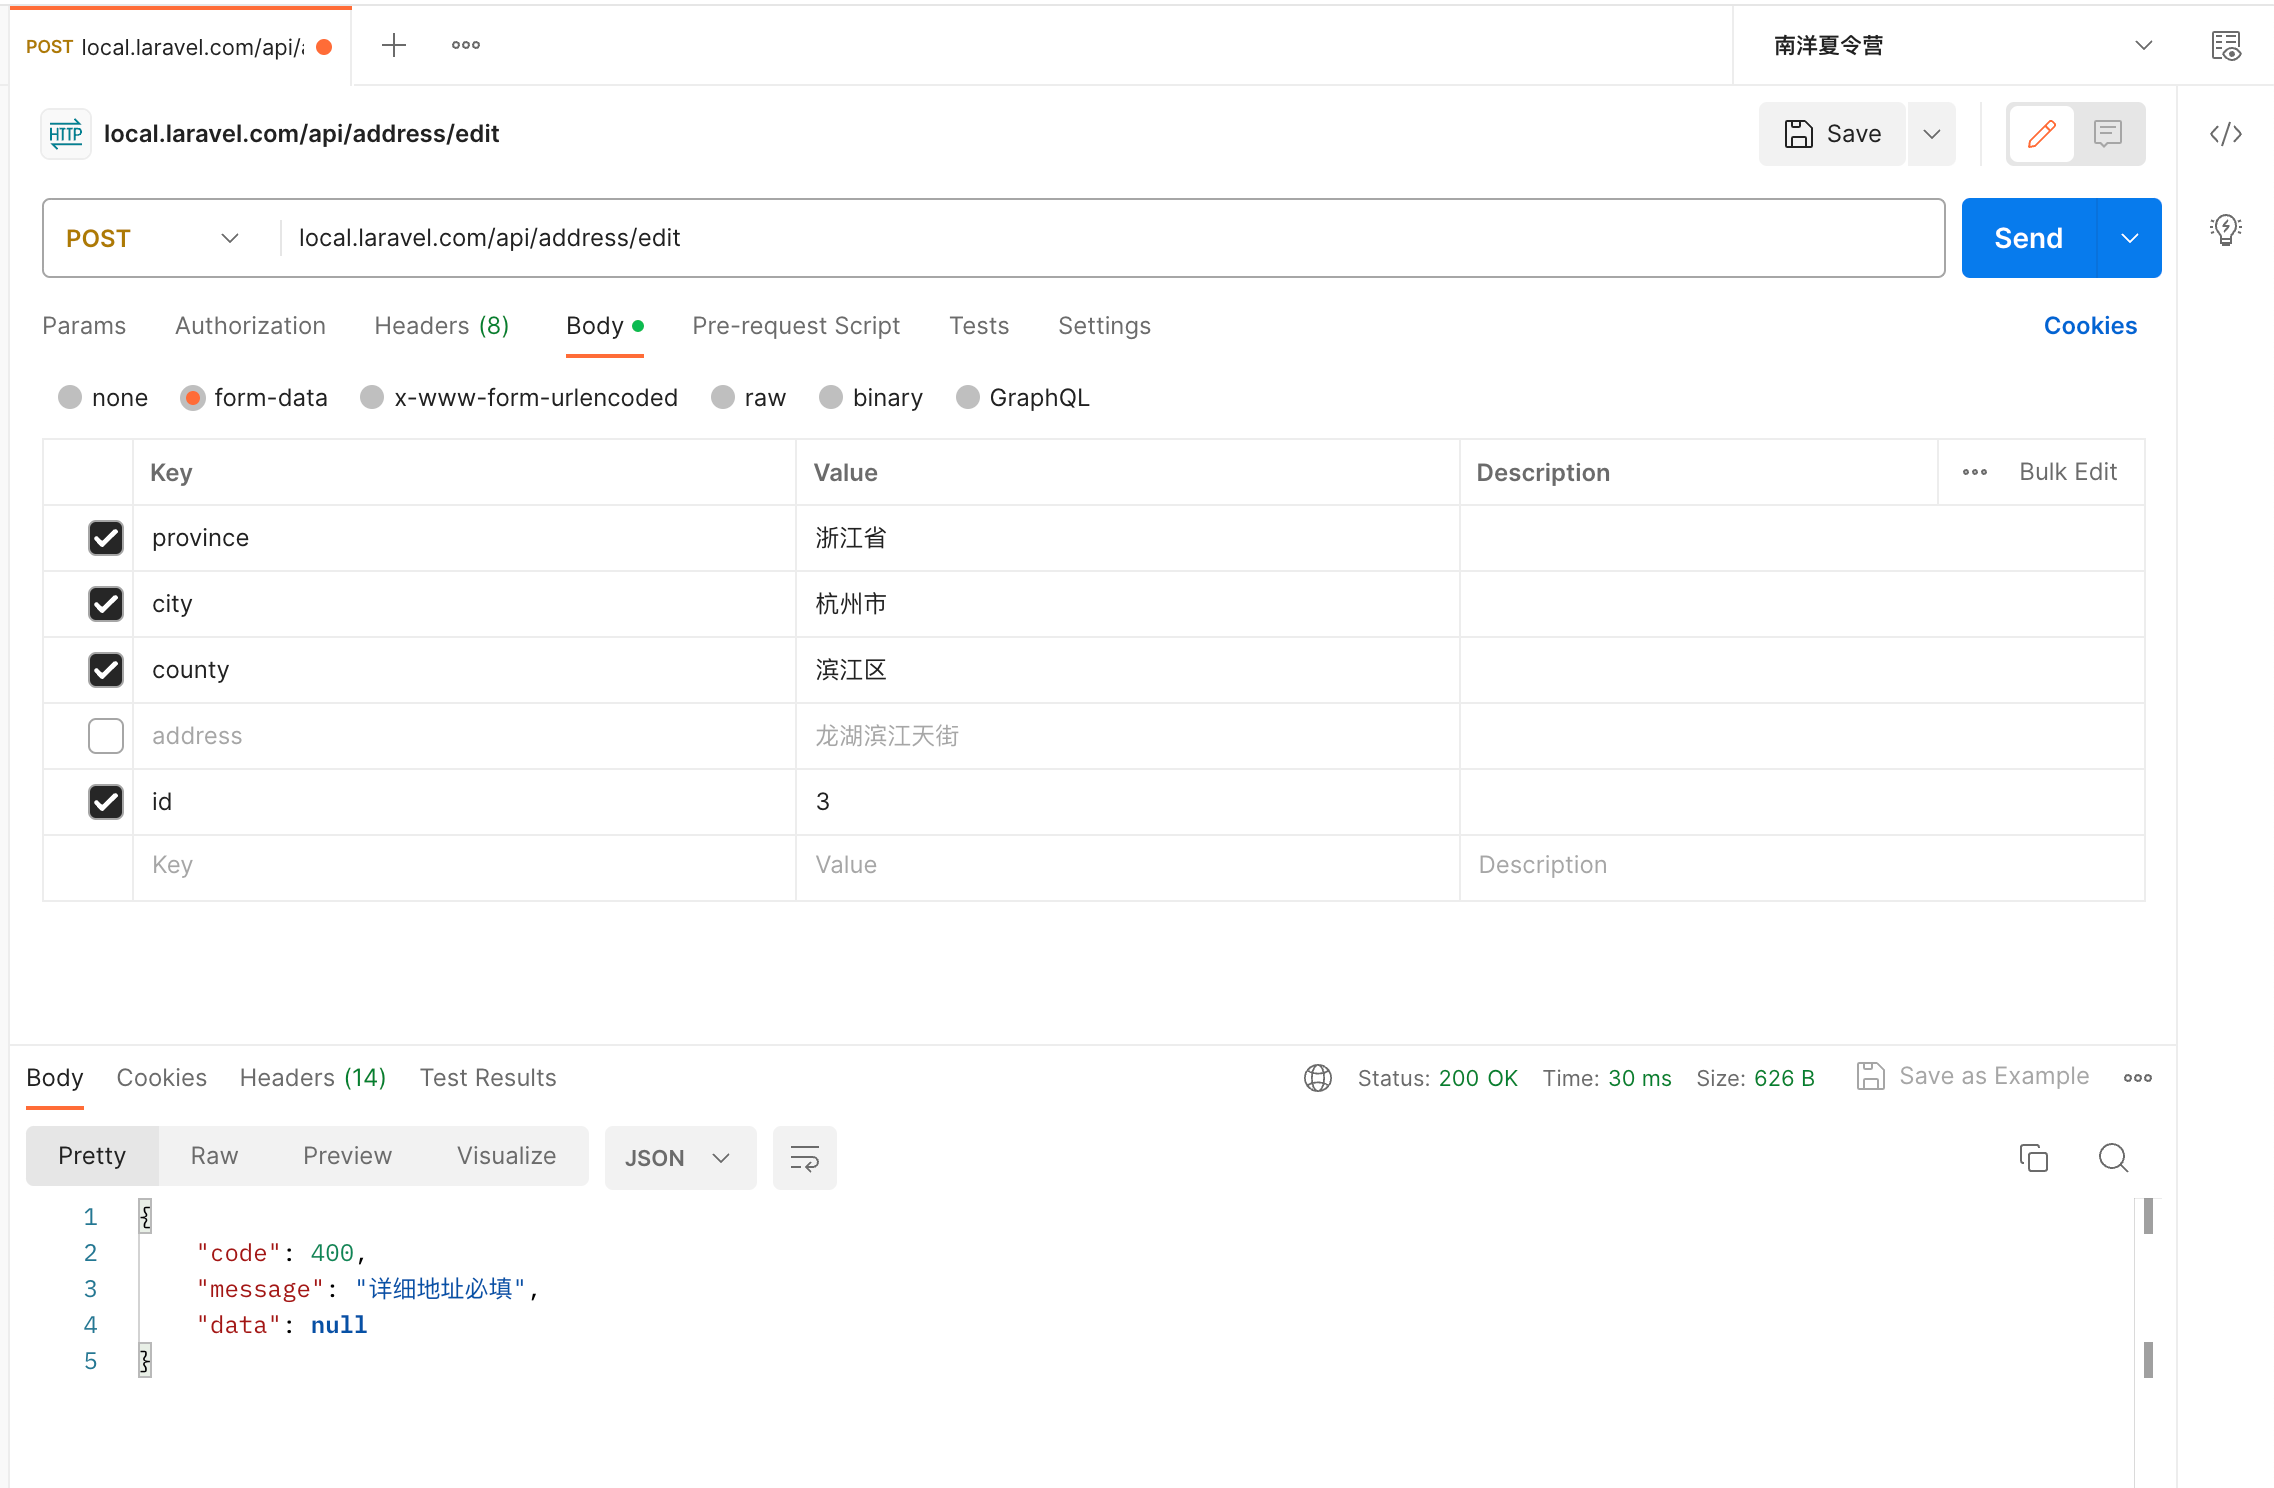 POST local.laravel.com/api/a
南洋夏令营
HTTP local.laravel.com/api/address/edit
Save
POST local.laravel.com/api/address/edit
Send
Params Authorization Headers (8) Body Pre-request Script Tests Settings Cookies
none form-data x-www-form-urlencoded raw binary GraphQL
Key Value Description Bulk Edit
province 浙江省
city 杭州市
county 滨江区
address 龙湖滨江天街
id 3
Key Value Description
Body Cookies Headers (14) Test Results Status: 200 OK Time: 30 ms Size: 626 B Save as Example
Pretty Raw Preview Visualize JSON
1 {
2 "code": 400,
3 "message": "详细地址必填",
4 "data": null
5 }